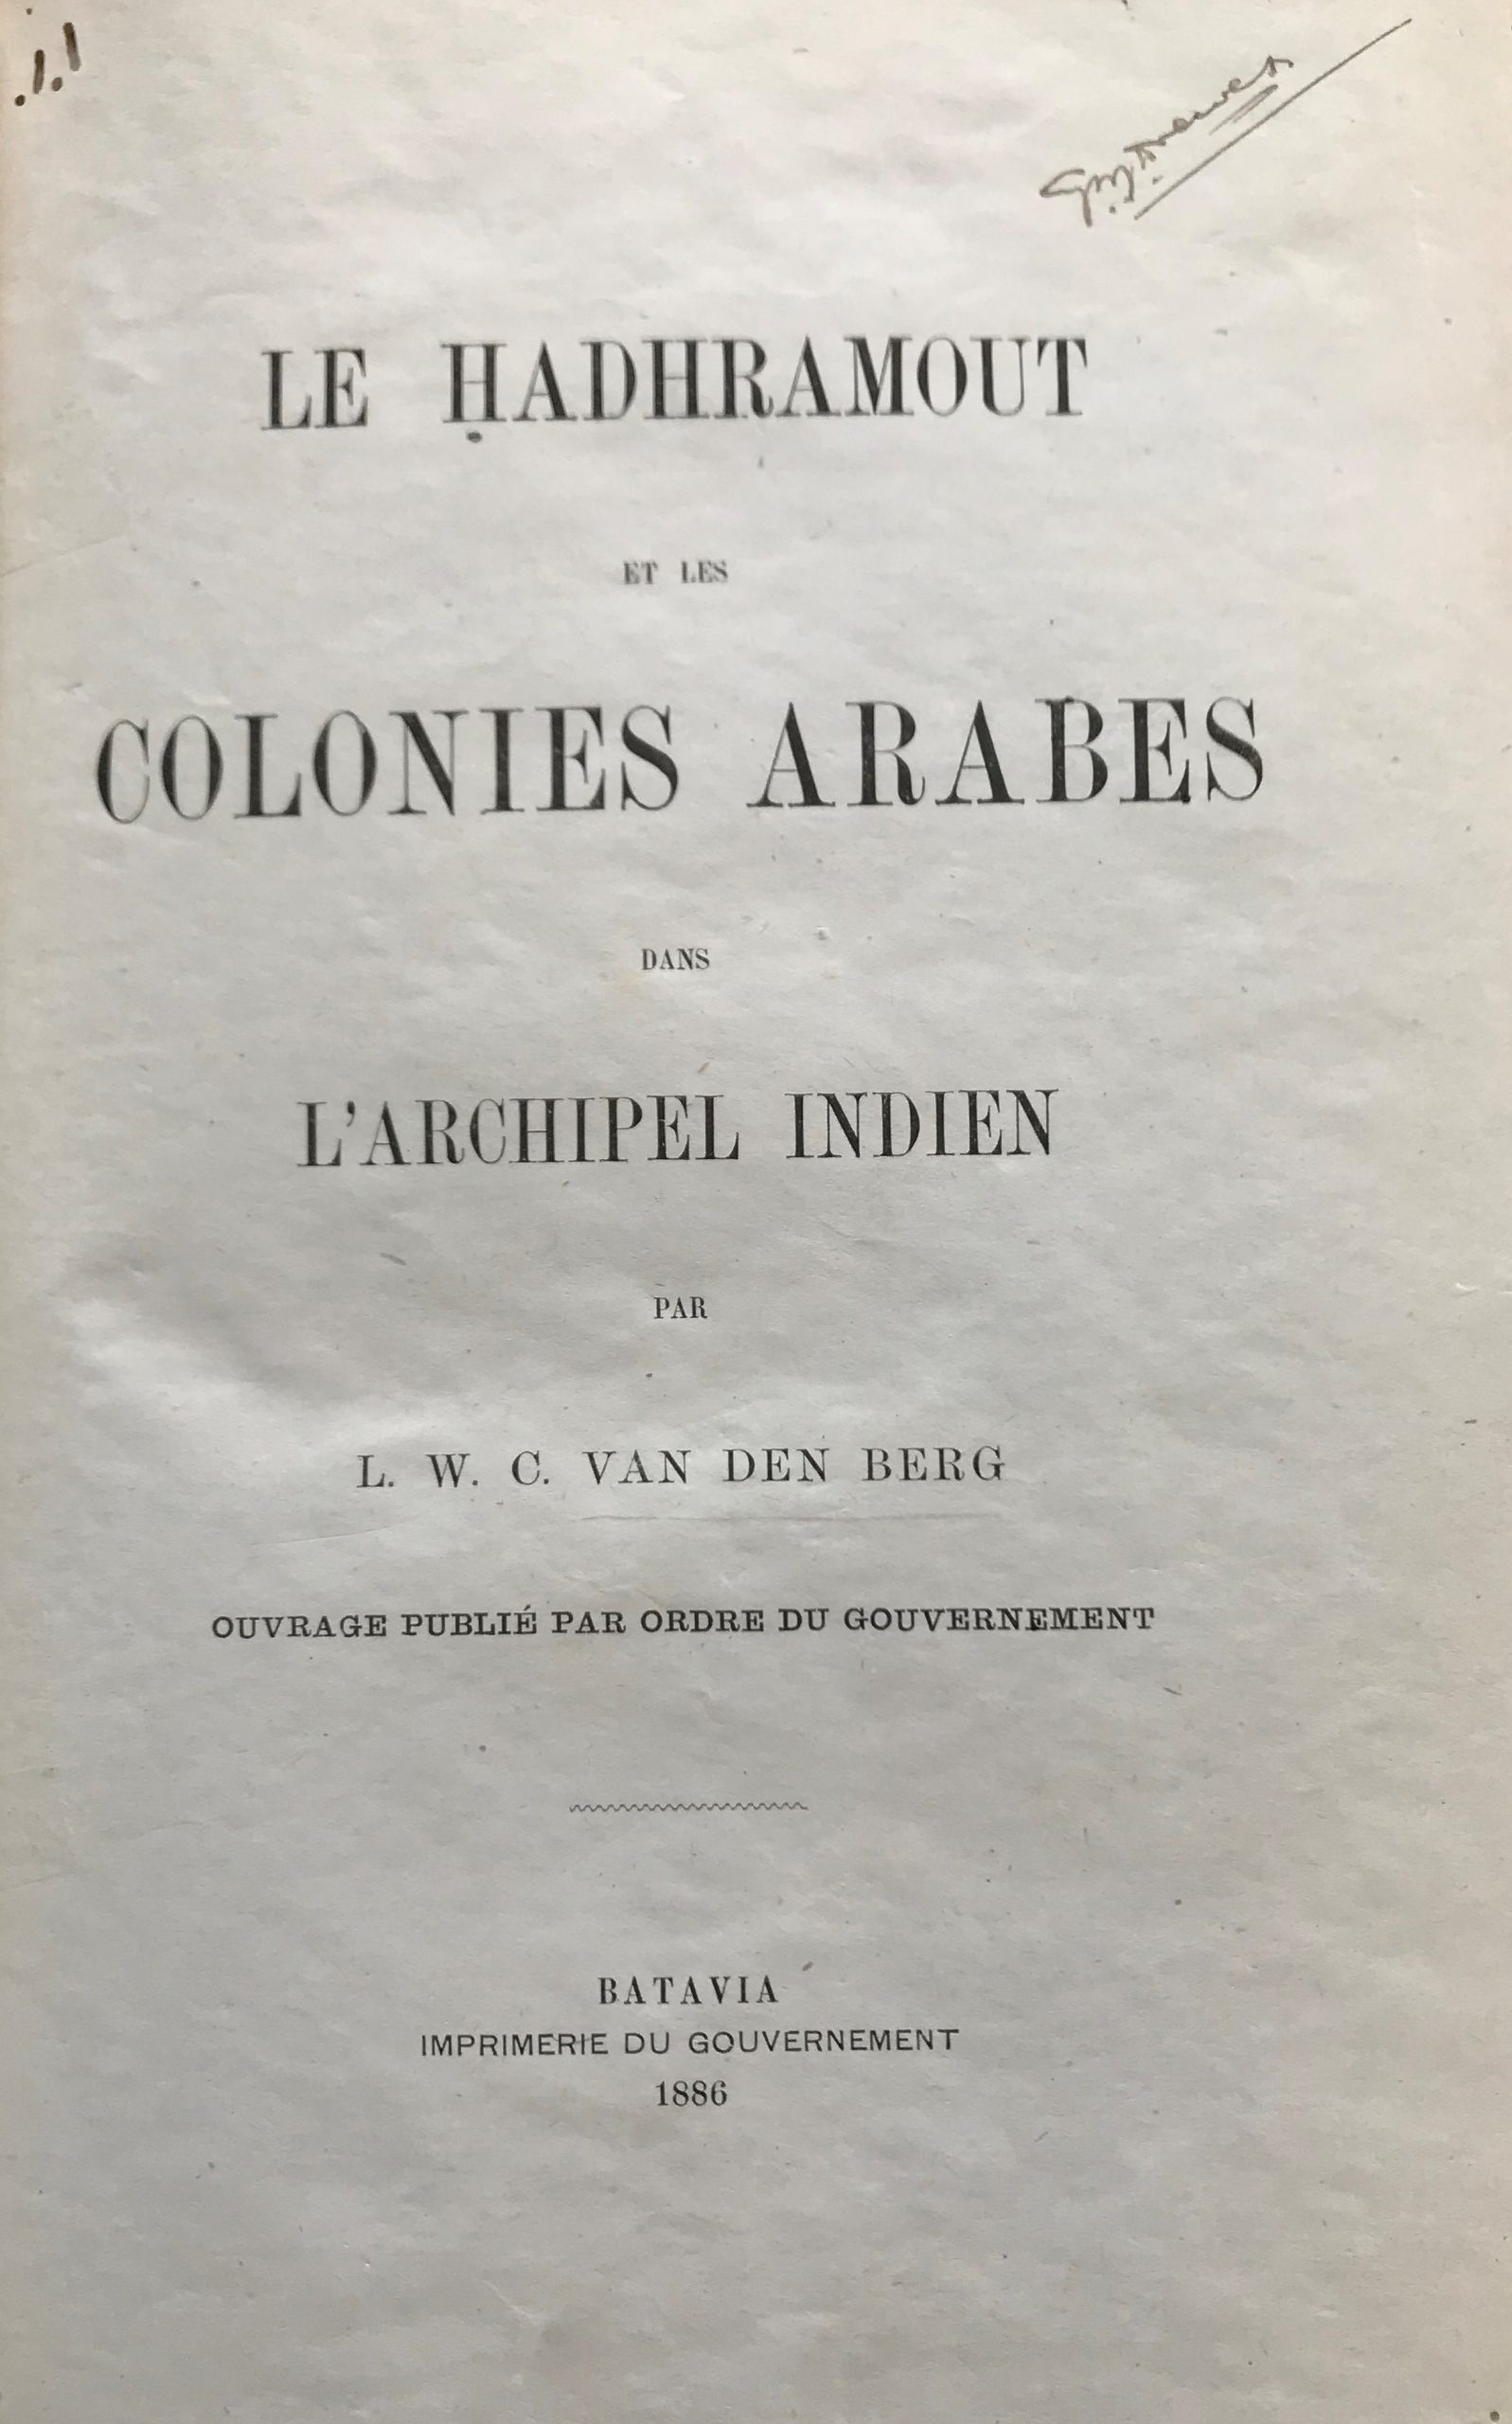 LE ḤADHRAMOUT
ET LES
COLONIES ARABES
DANS
L'ARCHIPEL INDIEN
PAR
L. W. C. VAN DEN BERG
OUVRAGE PUBLIÉ PAR ORDRE DU GOUVERNEMENT
BATAVIA
IMPRIMERIE DU GOUVERNEMENT
1886